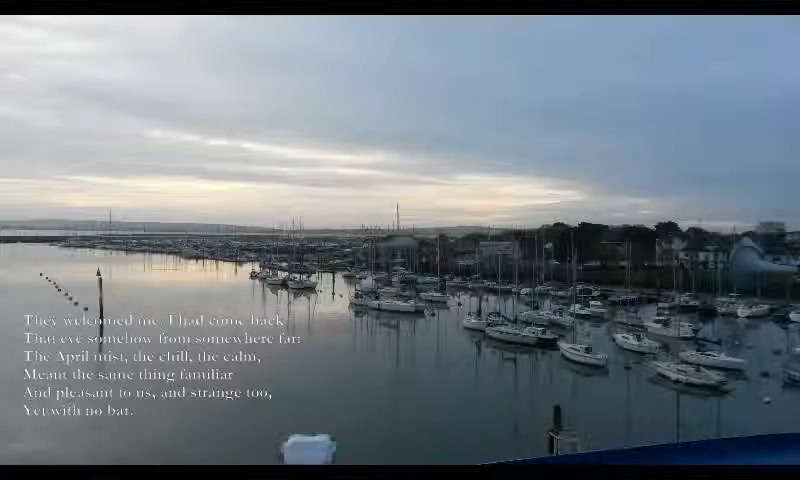 They welcomed me. I had come back
That eve somehow from somewhere far:
The April mist, the chill, the calm,
Meant the same thing familiar
And pleasant to us, and strange too,
Yet with no bar.